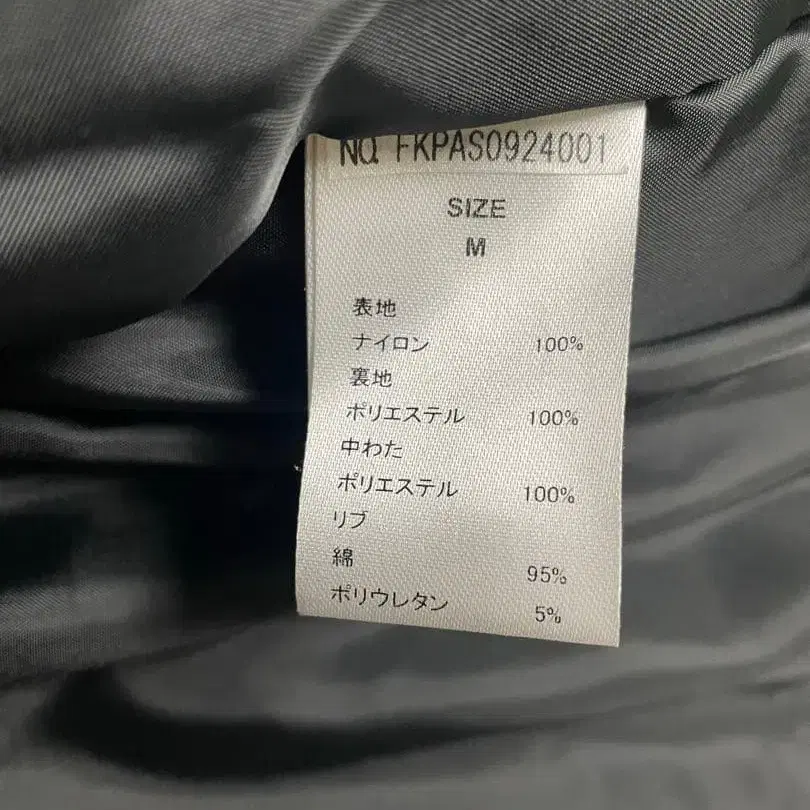 NO. FKPAS0924001
SIZE
M
表地
ナイロン 100%
裏地
ポリエステル 100%
中わた
ポリエステル 100%
リブ
綿 95%
ポリウレタン 5%